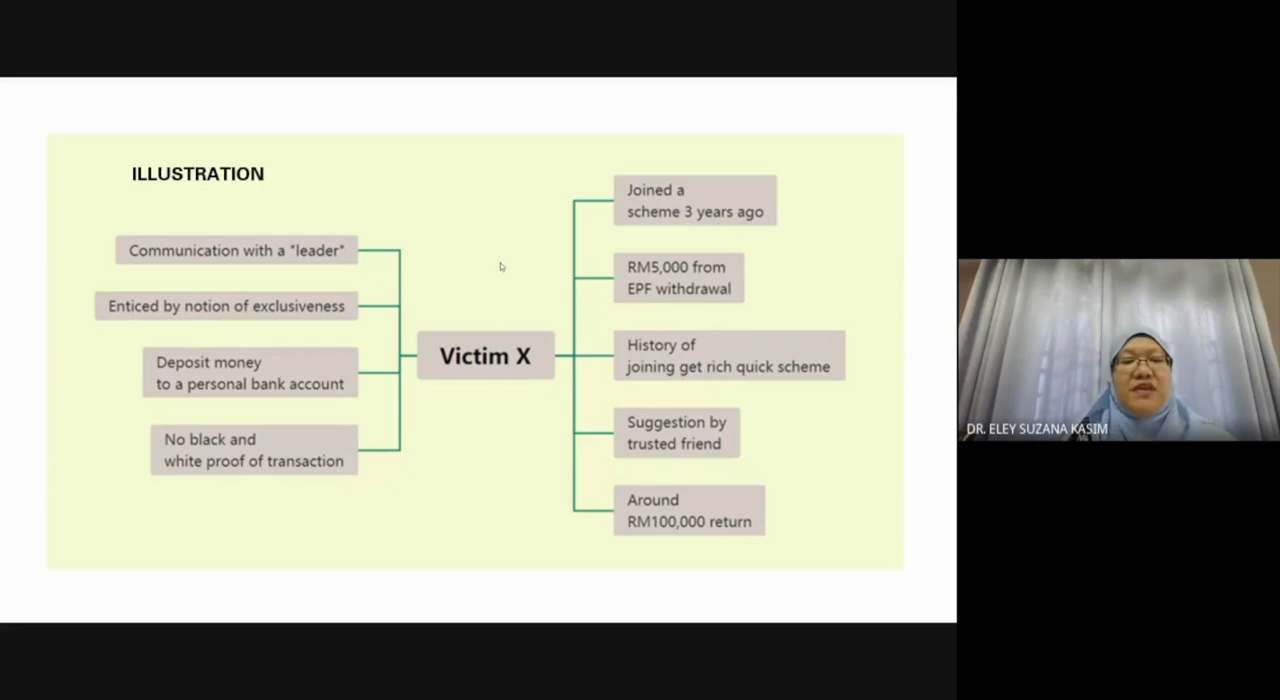 ILLUSTRATION
Communication with a "leader"
Enticed by notion of exclusiveness
Deposit money
to a personal bank account
No black and
white proof of transaction
Victim X
Joined a
scheme 3 years ago
RM5,000 from
EPF withdrawal
History of
joining get rich quick scheme
Suggestion by
trusted friend
Around
RM100,000 return
DR. ELEY SUZANA KASIM